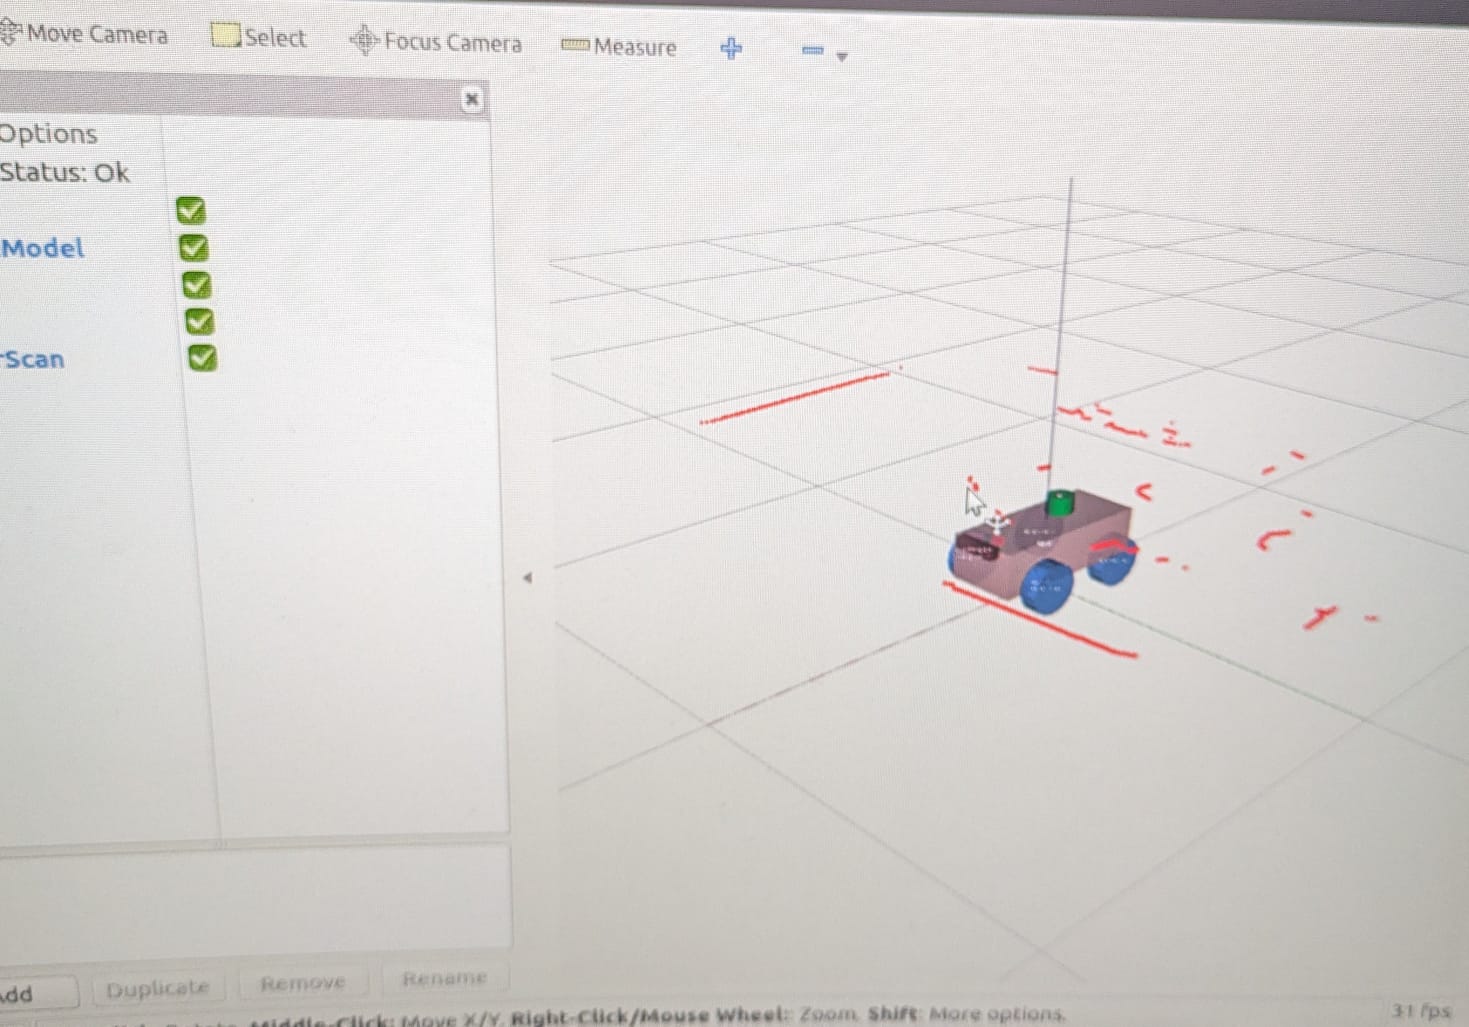 Move Camera Select Focus Camera Measure
Options
Status: Ok
Model
Scan
Duplicate Remove Rename
Middle-Click: Move X/Y. Right-Click/Mouse Wheel: Zoom. Shift: More options.
31 fps